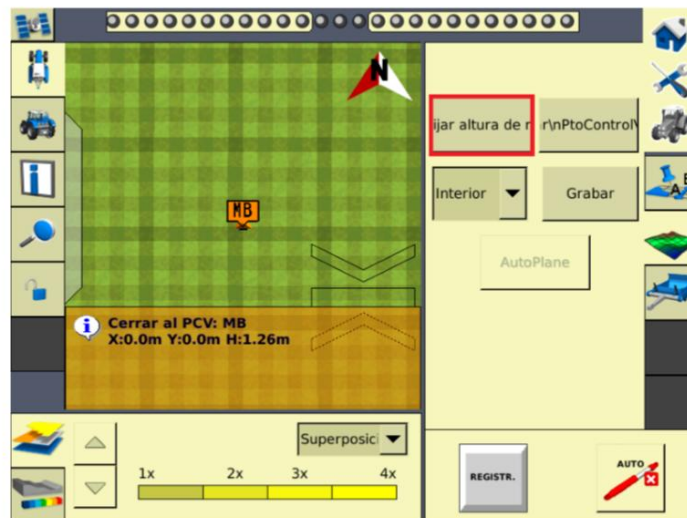 N
ijar altura de r
r\nPtoControl\
MB
Interior
Grabar
AutoPlane
Cerrar al PCV: MB
X:0.0m Y:0.0m H:1.26m
Superposici
1x 2x 3x 4x
REGISTR.
AUTO
A B